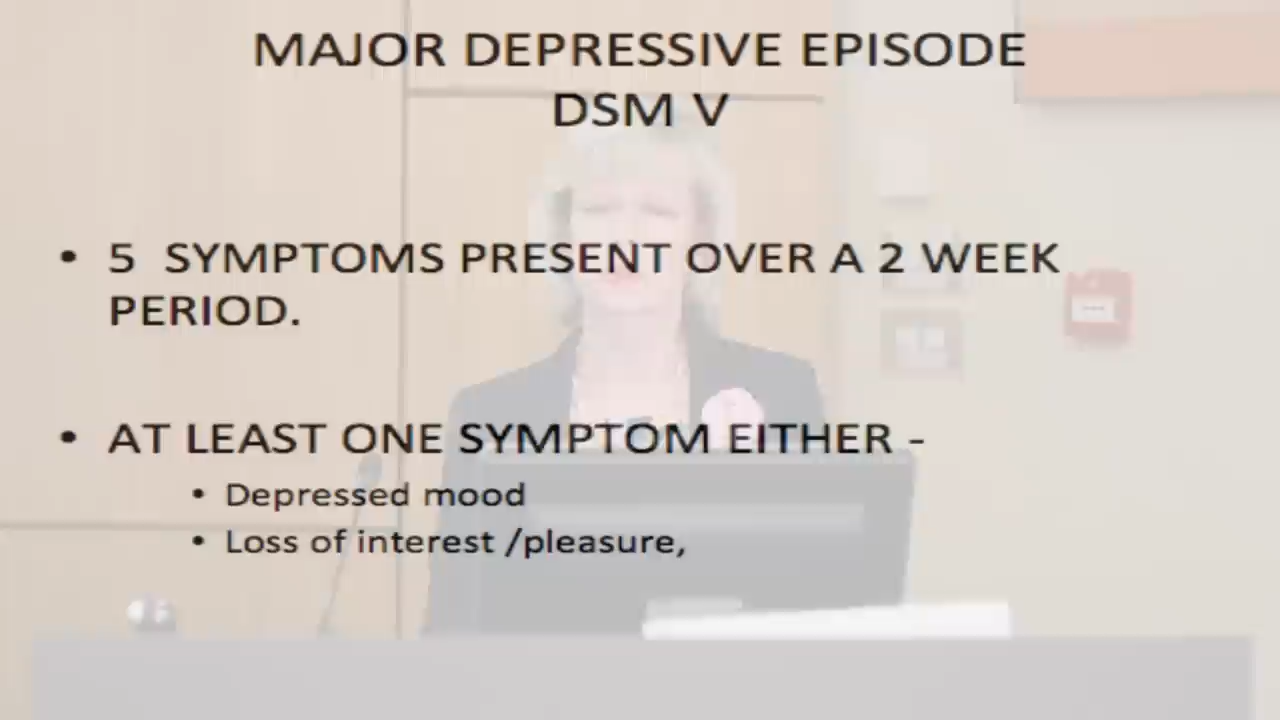 MAJOR DEPRESSIVE EPISODE
DSM V
• 5 SYMPTOMS PRESENT OVER A 2 WEEK
PERIOD.
• AT LEAST ONE SYMPTOM EITHER -
• Depressed mood
• Loss of interest /pleasure,